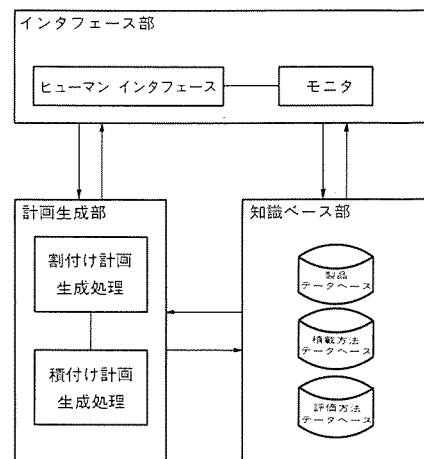 インタフェース部
ヒューマン インタフェース
モニタ
計画生成部
割付け計画
生成処理
積付け計画
生成処理
知識ベース部
製品
データベース
積載方法
データベース
評価方法
データベース